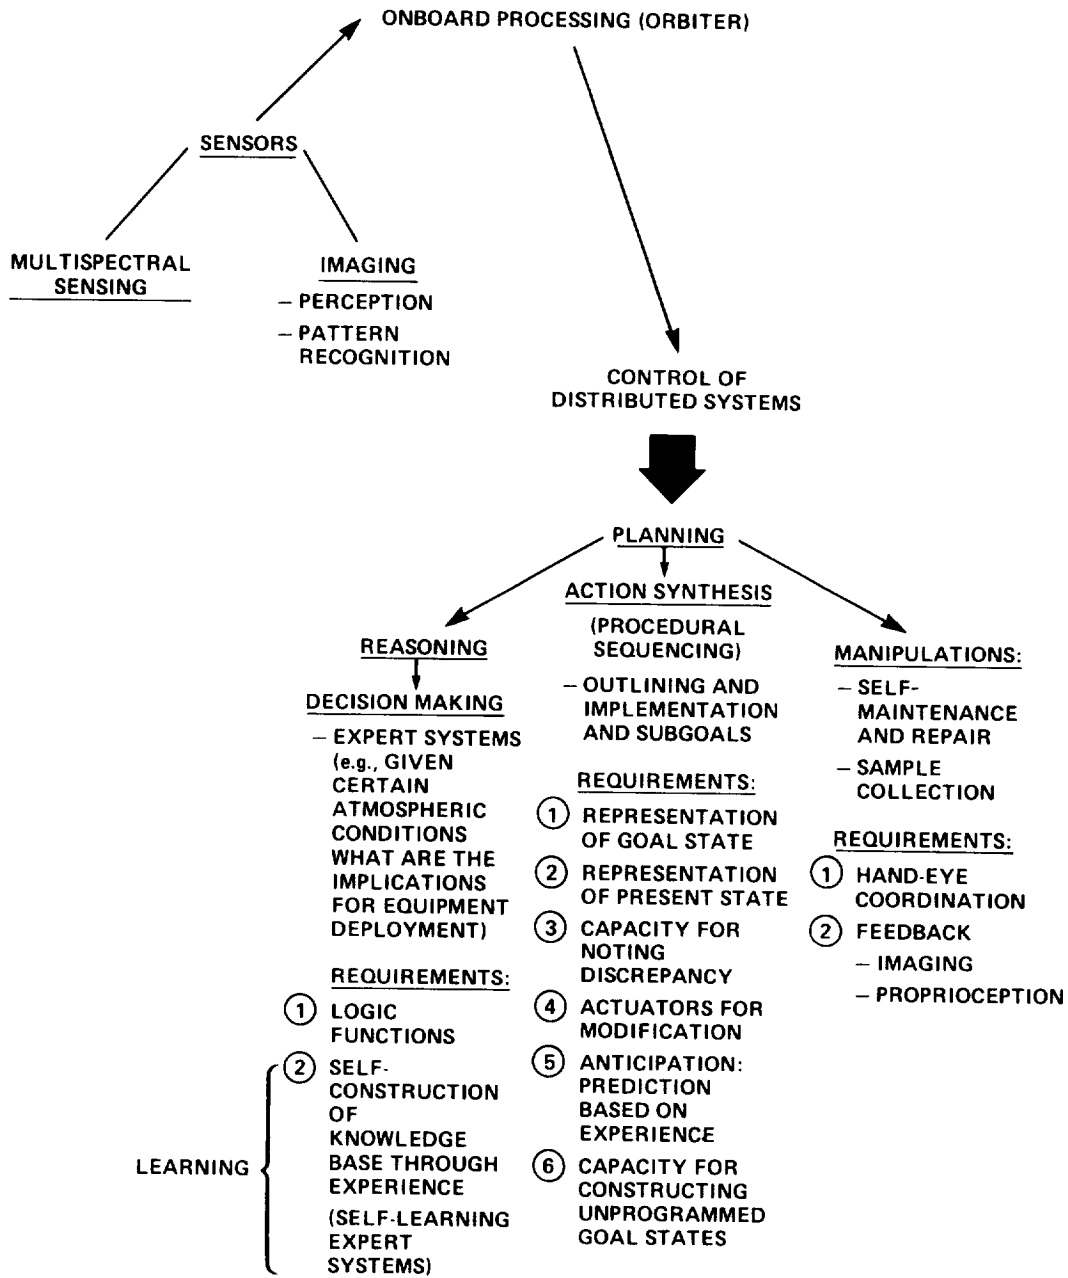 ONBOARD PROCESSING (ORBITER)
SENSORS
MULTISPECTRAL
SENSING
IMAGING
– PERCEPTION
– PATTERN
RECOGNITION
CONTROL OF
DISTRIBUTED SYSTEMS
PLANNING
REASONING
DECISION MAKING
– EXPERT SYSTEMS
(e.g., GIVEN
CERTAIN
ATMOSPHERIC
CONDITIONS
WHAT ARE THE
IMPLICATIONS
FOR EQUIPMENT
DEPLOYMENT)
REQUIREMENTS:
1 LOGIC
FUNCTIONS
LEARNING
2 SELF-
CONSTRUCTION
OF
KNOWLEDGE
BASE THROUGH
EXPERIENCE
(SELF-LEARNING
EXPERT
SYSTEMS)
ACTION SYNTHESIS
(PROCEDURAL
SEQUENCING)
– OUTLINING AND
IMPLEMENTATION
AND SUBGOALS
REQUIREMENTS:
1 REPRESENTATION
OF GOAL STATE
2 REPRESENTATION
OF PRESENT STATE
3 CAPACITY FOR
NOTING
DISCREPANCY
4 ACTUATORS FOR
MODIFICATION
5 ANTICIPATION:
PREDICTION
BASED ON
EXPERIENCE
6 CAPACITY FOR
CONSTRUCTING
UNPROGRAMMED
GOAL STATES
MANIPULATIONS:
– SELF-
MAINTENANCE
AND REPAIR
– SAMPLE
COLLECTION
REQUIREMENTS:
1 HAND-EYE
COORDINATION
2 FEEDBACK
– IMAGING
– PROPRIOCEPTION